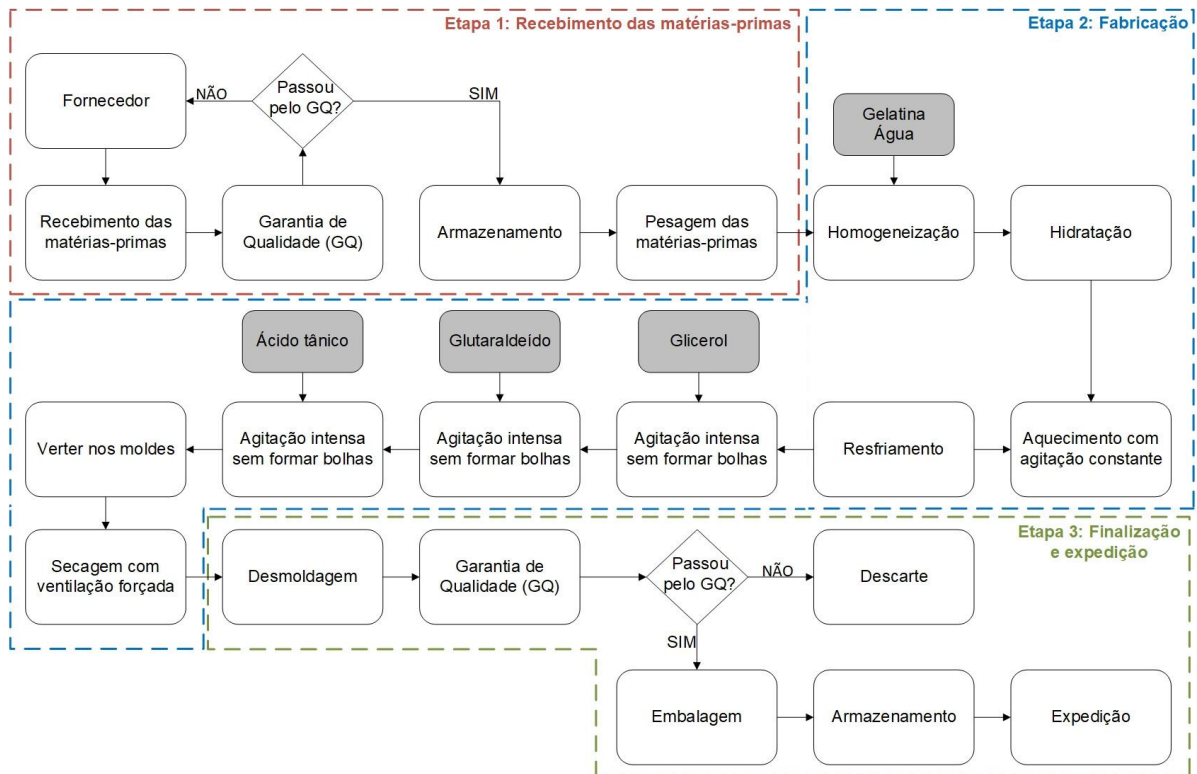 Etapa 1: Recebimento das matérias-primas
Etapa 2: Fabricação
Fornecedor
NÃO
Passou
pelo GQ?
SIM
Gelatina
Água
Recebimento das
matérias-primas
Garantia de
Qualidade (GQ)
Armazenamento
Pesagem das
matérias-primas
Homogeneização
Hidratação
Ácido tânico
Glutaraldeído
Glicerol
Verter nos moldes
Agitação intensa
sem formar bolhas
Agitação intensa
sem formar bolhas
Agitação intensa
sem formar bolhas
Resfriamento
Aquecimento com
agitação constante
Etapa 3: Finalização
e expedição
Secagem com
ventilação forçada
Desmoldagem
Garantia de
Qualidade (GQ)
Passou
pelo GQ?
NÃO
Descarte
SIM
Embalagem
Armazenamento
Expedição